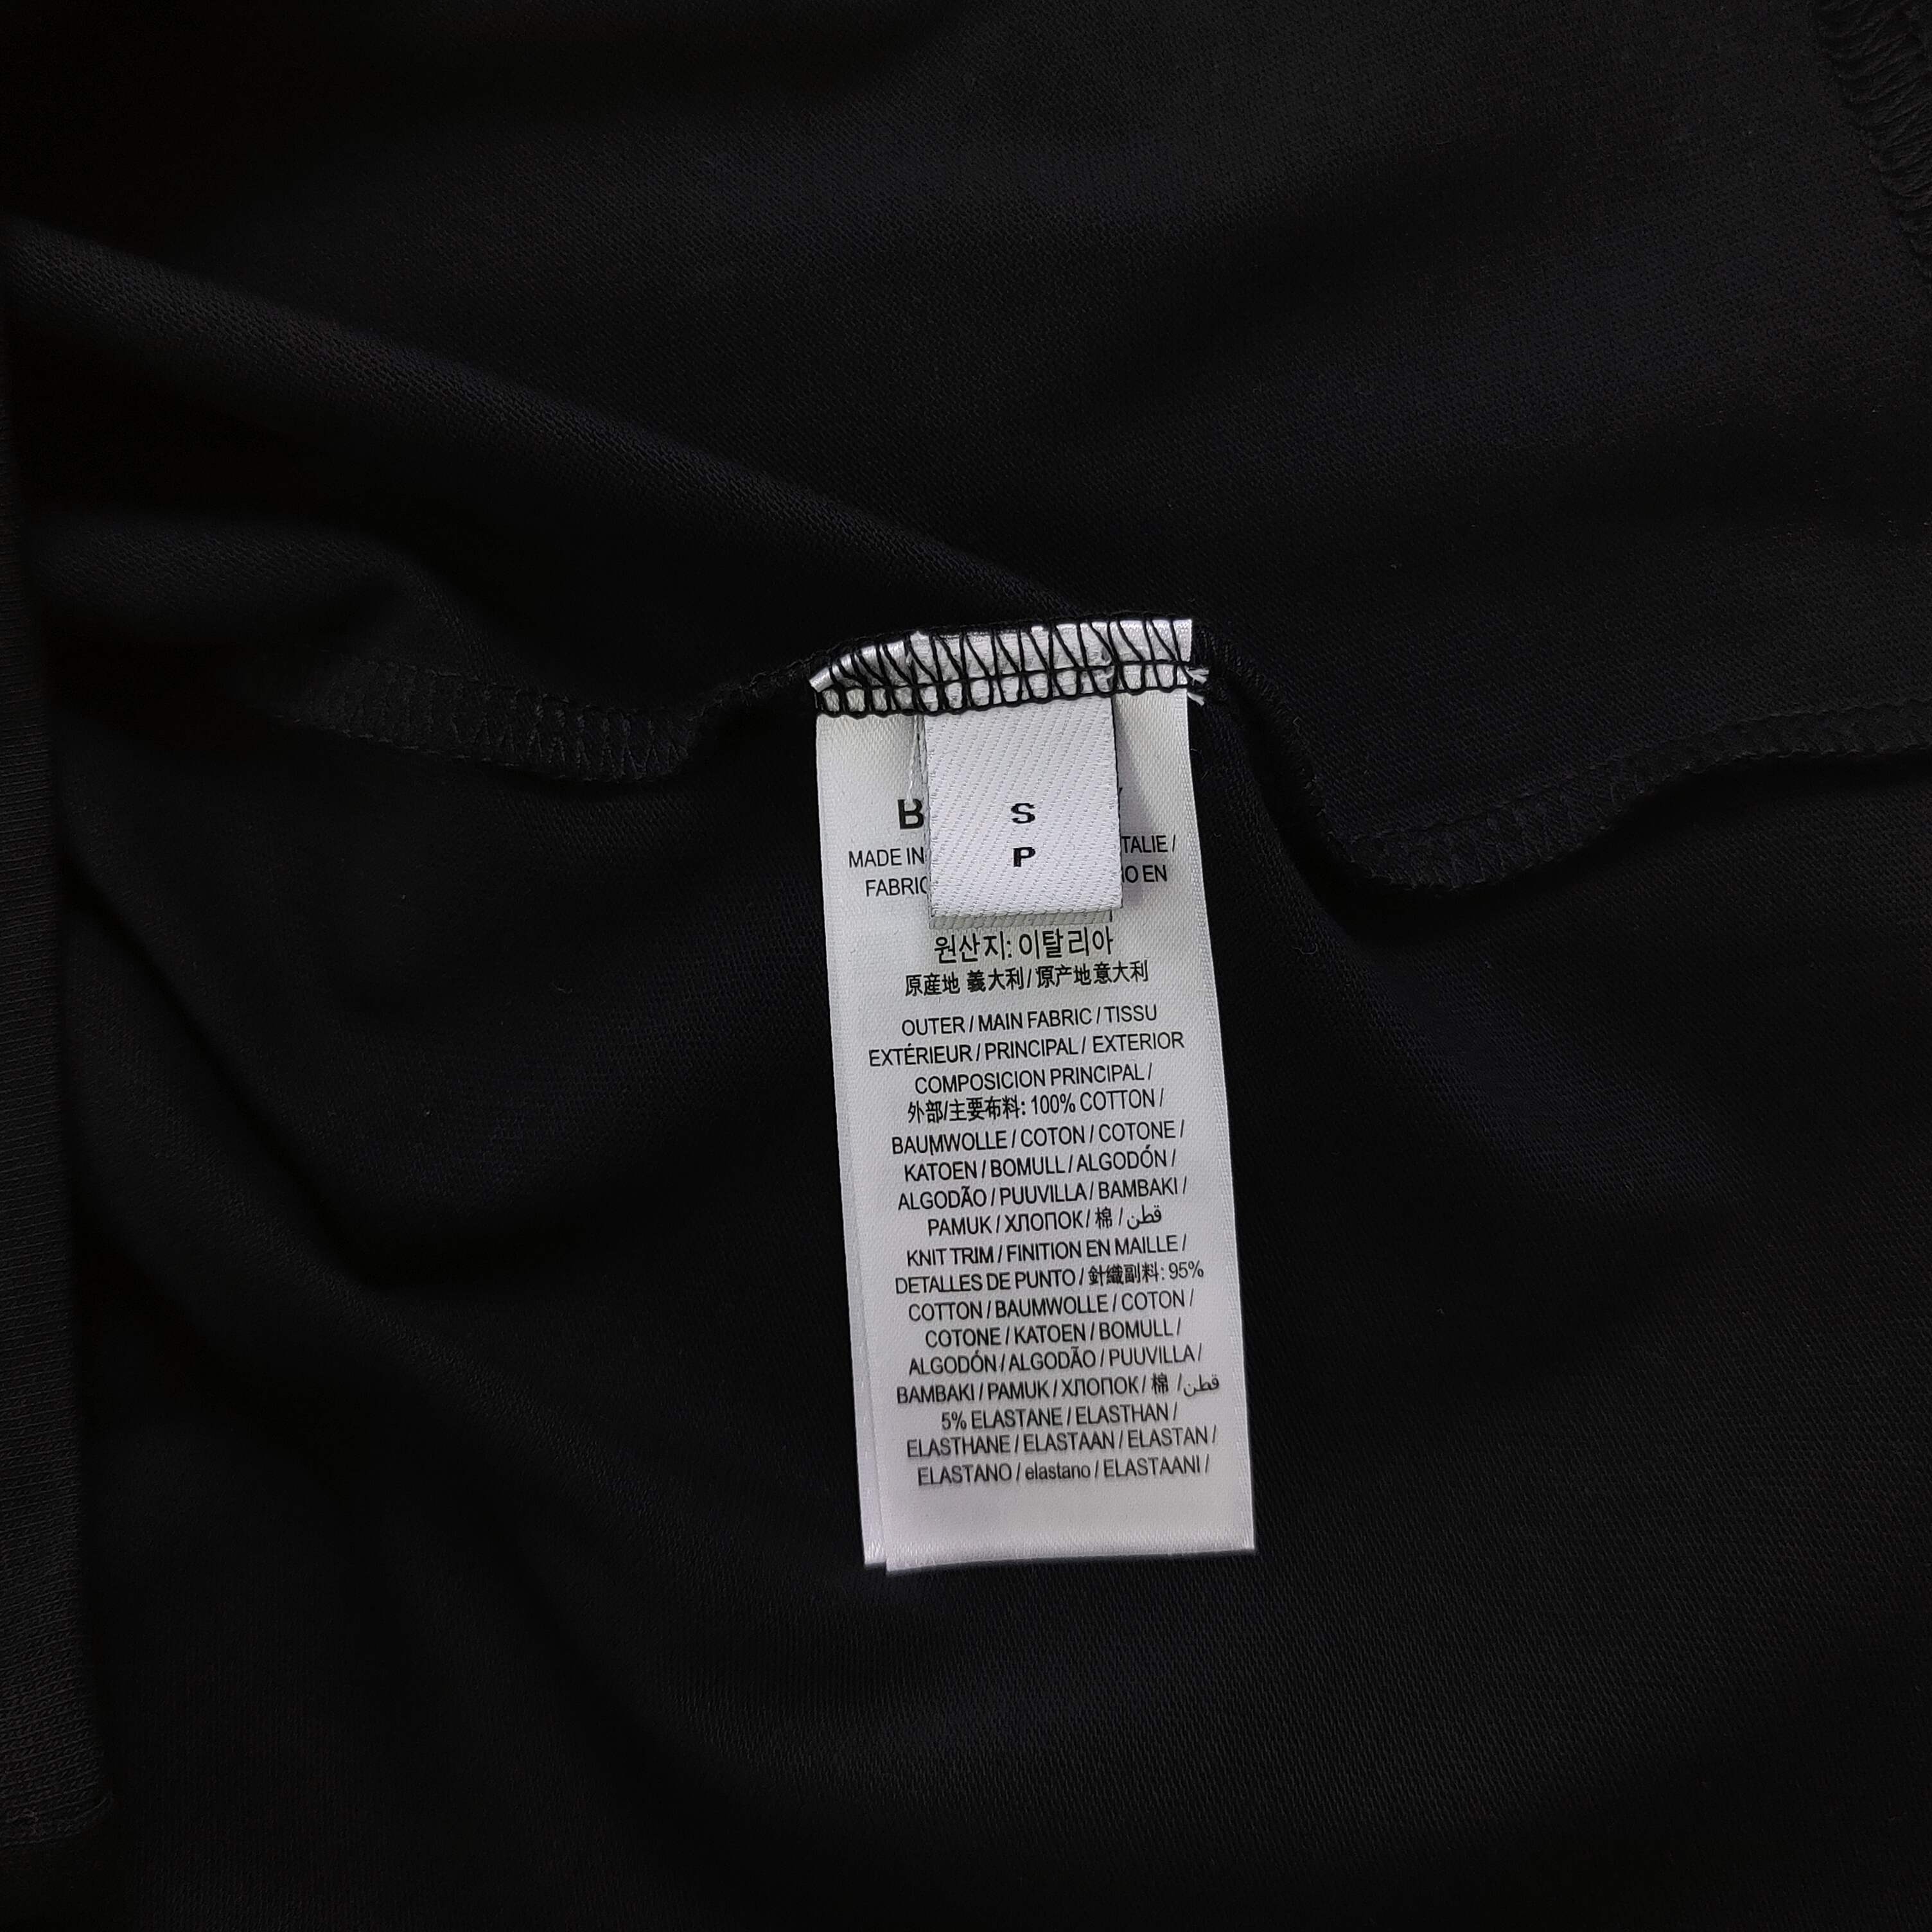 S
P
MADE IN
FABRIC
EN
원산지: 이탈리아
原産地 義大利 / 原产地意大利
OUTER / MAIN FABRIC / TISSU
EXTÉRIEUR / PRINCIPAL / EXTERIOR
COMPOSICION PRINCIPAL /
外部/主要布料: 100% COTTON /
BAUMWOLLE / COTON / COTONE /
KATOEN / BOMULL / ALGODÓN /
ALGODÃO / PUUVILLA / BAMBAKI /
PAMUK / ХЛОПОК / 棉 / قطن
KNIT TRIM / FINITION EN MAILLE /
DETALLES DE PUNTO / 針織副料: 95%
COTTON / BAUMWOLLE / COTON /
COTONE / KATOEN / BOMULL /
ALGODÓN / ALGODÃO / PUUVILLA /
BAMBAKI / PAMUK / ХЛОПОК / 棉 / قطن
5% ELASTANE / ELASTHAN /
ELASTHANE / ELASTAAN / ELASTAN /
ELASTANO / elastano / ELASTAANI /